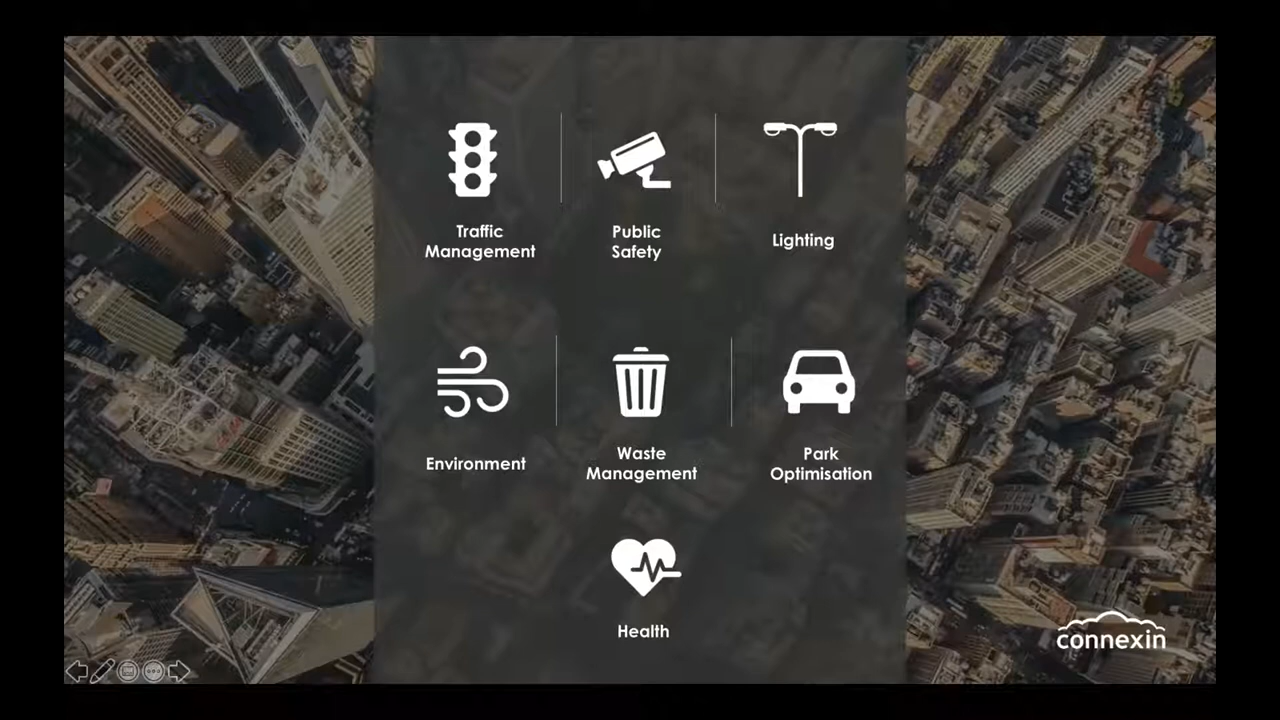 Traffic
Management
Public
Safety
Lighting
Environment
Waste
Management
Park
Optimisation
Health
connexin